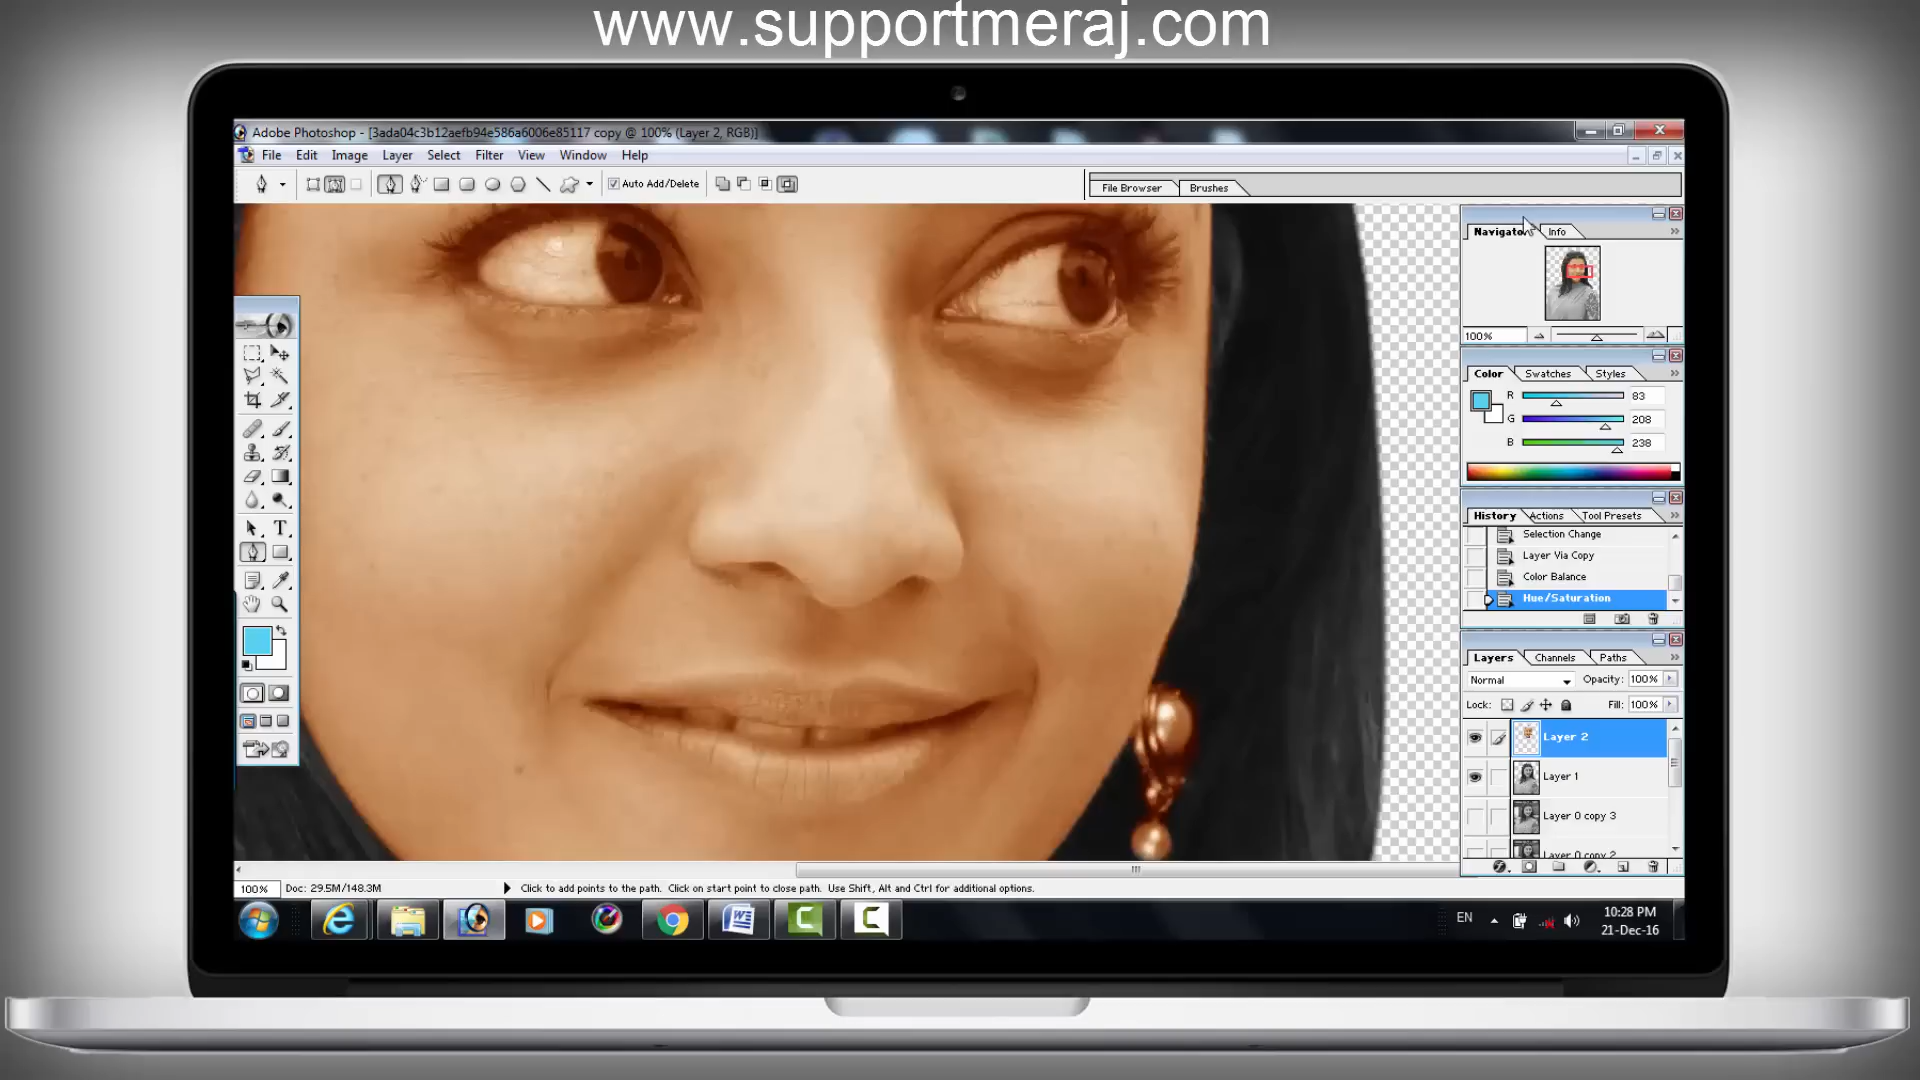 www.supportmeraj.com
Adobe Photoshop - [3ada04c3b12aefb94e586a6006e85117 copy @ 100% (Layer 2, RGB)]
File Edit Image Layer Select Filter View Window Help
Auto Add/Delete
File Browser Brushes
Navigator Info
100%
Color Swatches Styles
R 83
G 208
B 238
History Actions Tool Presets
Selection Change
Layer Via Copy
Color Balance
Hue/Saturation
Layers Channels Paths
Normal Opacity: 100%
Lock: Fill: 100%
Layer 2
Layer 1
Layer 0 copy 3
Layer 0 copy 2
100% Doc: 29.5M/148.3M Click to add points to the path. Click on start point to close path. Use Shift, Alt and Ctrl for additional options.
EN
10:28 PM
21-Dec-16